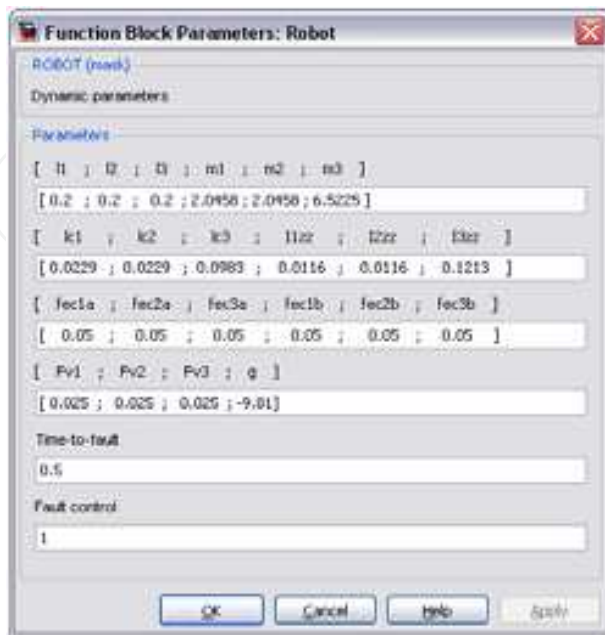 Function Block Parameters: Robot
ROBOT (mask)
Dynamic parameters
Parameters
[ l1 ; l2 ; l3 ; m1 ; m2 ; m3 ]
[ 0.2 ; 0.2 ; 0.2 ; 2.0458 ; 2.0458 ; 6.5225 ]
[ lc1 ; lc2 ; lc3 ; I1zz ; I2zz ; I3zz ]
[ 0.0229 ; 0.0229 ; 0.0983 ; 0.0116 ; 0.0116 ; 0.1213 ]
[ fec1a ; fec2a ; fec3a ; fec1b ; fec2b ; fec3b ]
[ 0.05 ; 0.05 ; 0.05 ; 0.05 ; 0.05 ; 0.05 ]
[ Fv1 ; Fv2 ; Fv3 ; g ]
[ 0.025 ; 0.025 ; 0.025 ; -9.81]
Time-to-fault
0.5
Fault control
1
OK Cancel Help Apply